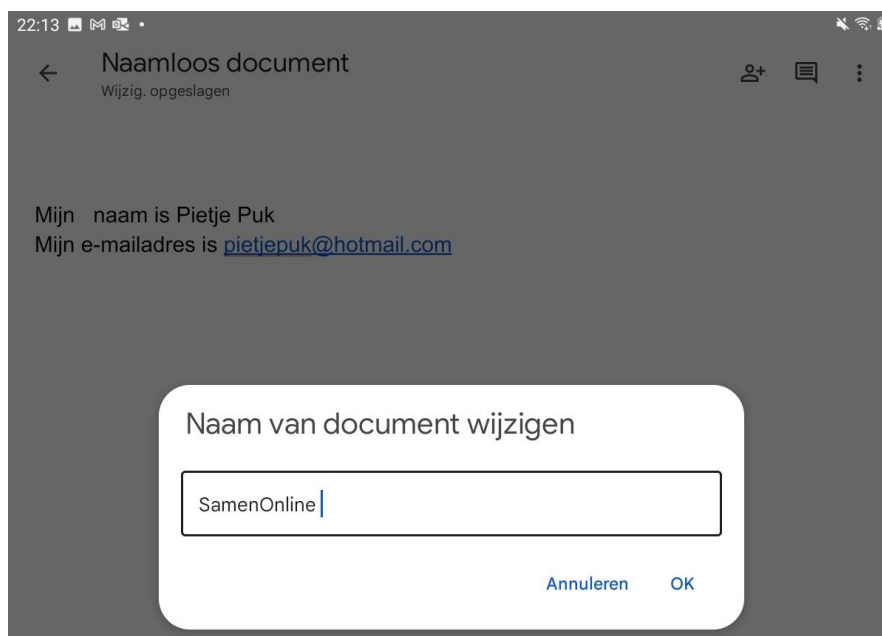 22:13
Naamloos document
Wijzig. opgeslagen
Mijn   naam is Pietje Puk
Mijn e-mailadres is pietjepuk@hotmail.com
Naam van document wijzigen
SamenOnline
Annuleren OK